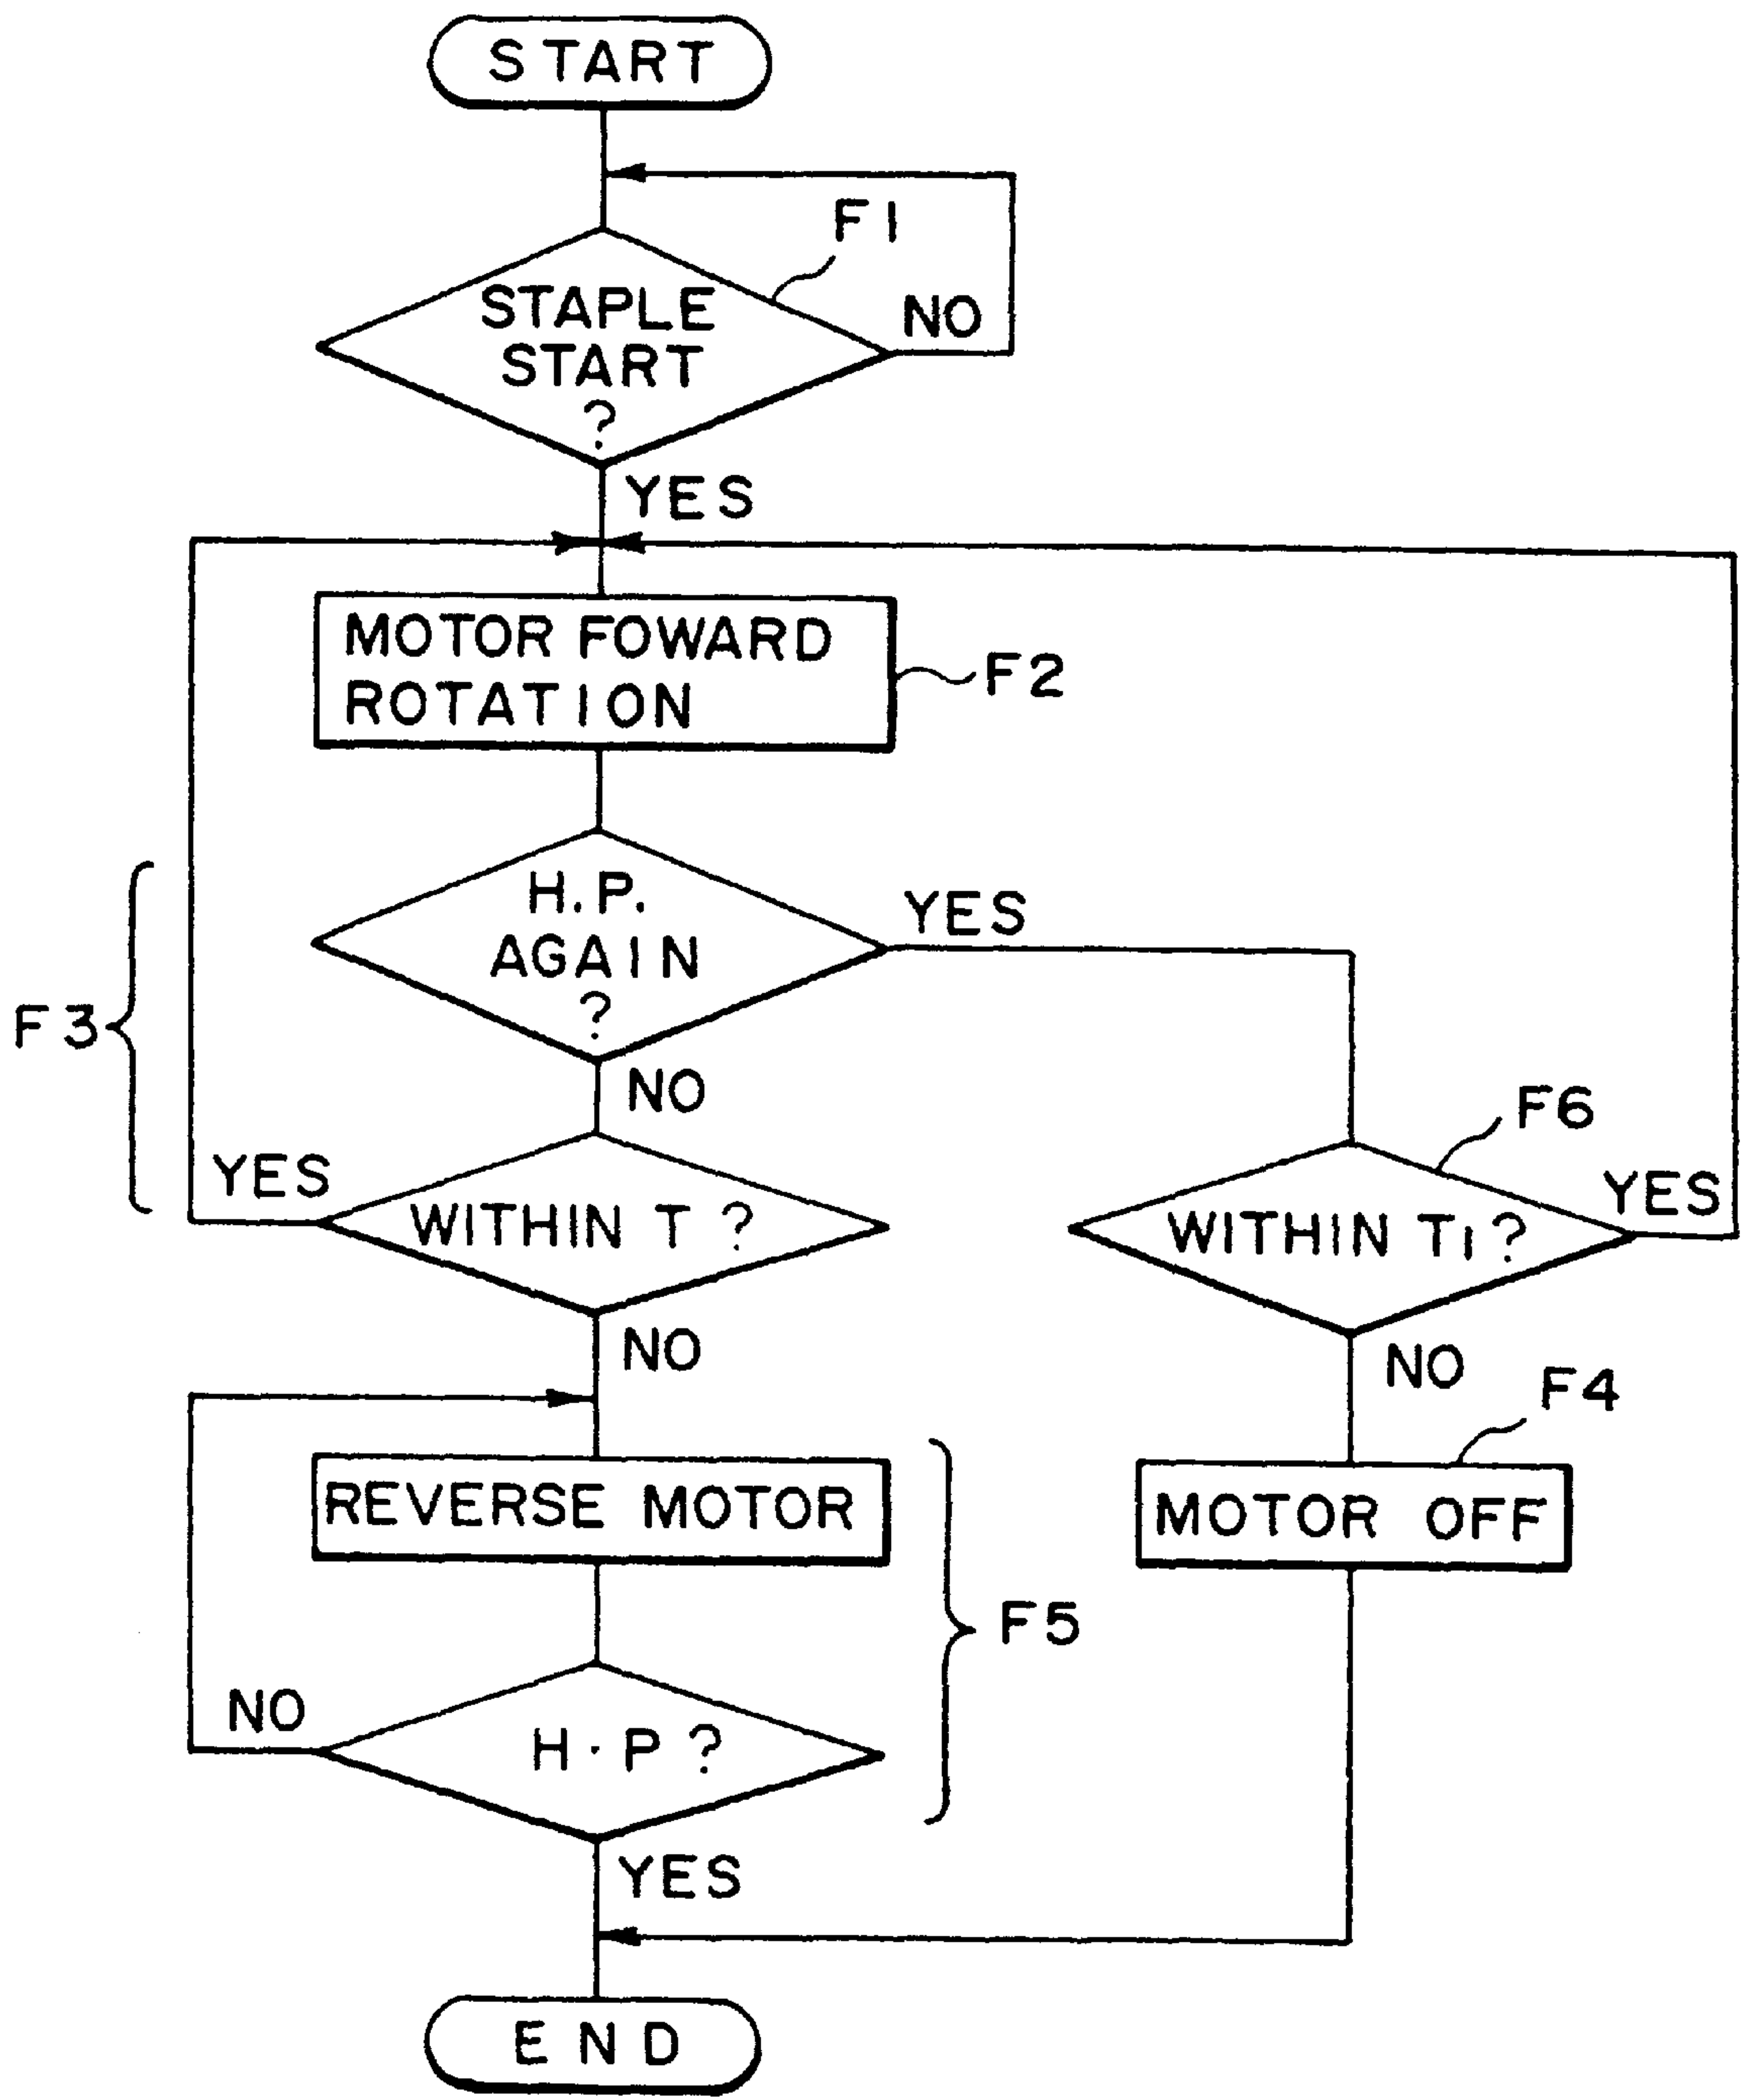 START
F1
STAPLE
START
?
NO
YES
MOTOR FOWARD
ROTATION
F2
H.P.
AGAIN
?
YES
F3
NO
F6
YES
WITHIN T ?
WITHIN T1 ?
YES
NO
NO
F4
REVERSE MOTOR
MOTOR OFF
F5
NO
H·P ?
YES
END